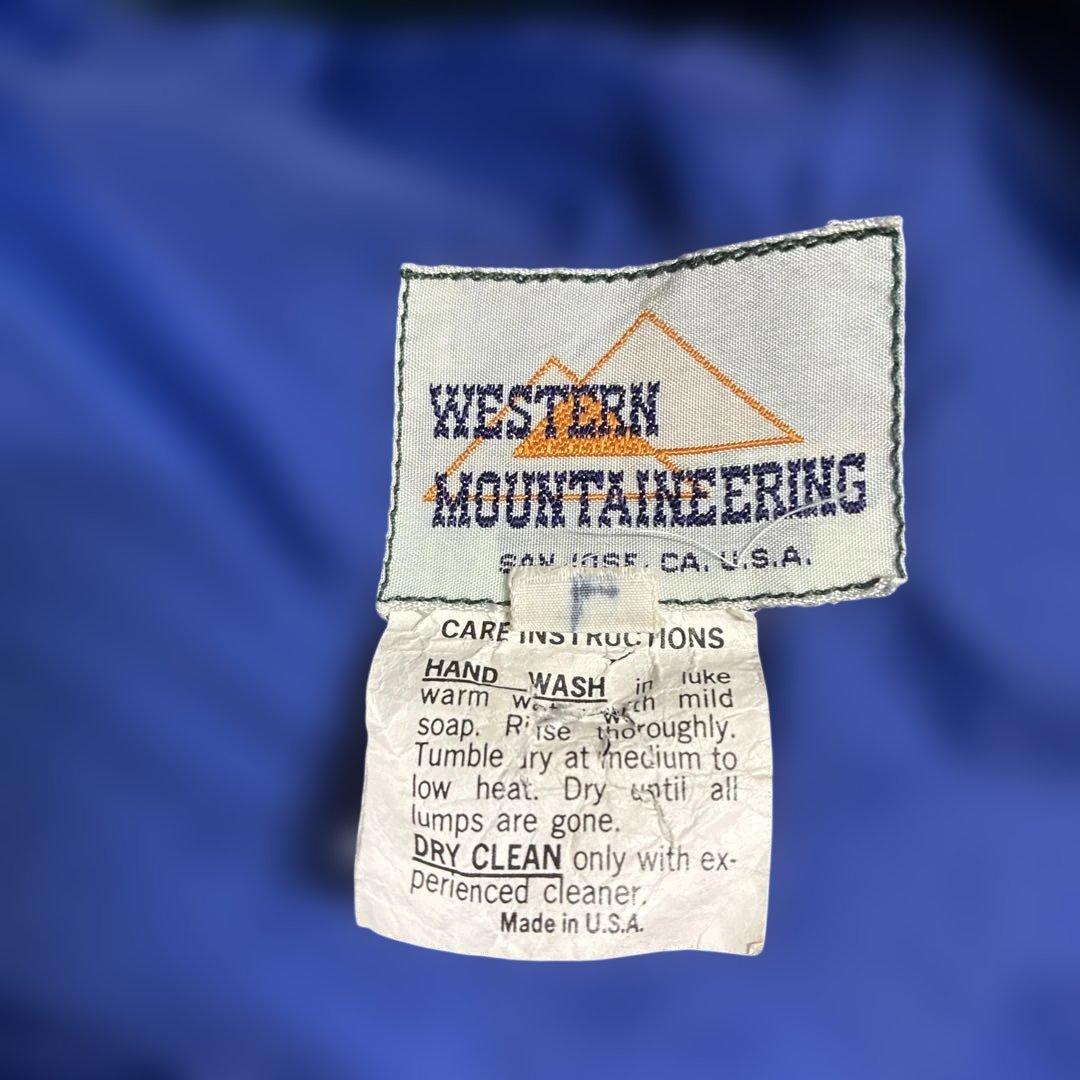 WESTERN
MOUNTAINEERING
SAN JOSE, CA. U.S.A.
CARE INSTRUCTIONS
HAND WASH in luke
warm with mild
soap. Rinse thoroughly.
Tumble dry at medium to
low heat. Dry until all
lumps are gone.
DRY CLEAN only with ex-
perienced cleaner.
Made in U.S.A.